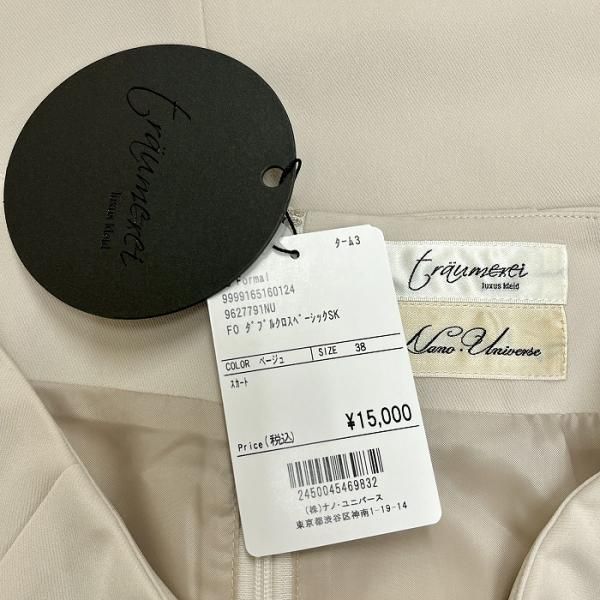 träumerei
luxus kleid
ターム3
Formal
9999165160124
9627791NU
FO ダブルクロスベーシックSK
COLOR ベージュ SIZE 38
スカート
¥15,000
Price(税込)
2450045469832
(株)ナノ・ユニバース
東京都渋谷区神南1-19-14
träumerei
luxus kleid
Nano・Universe